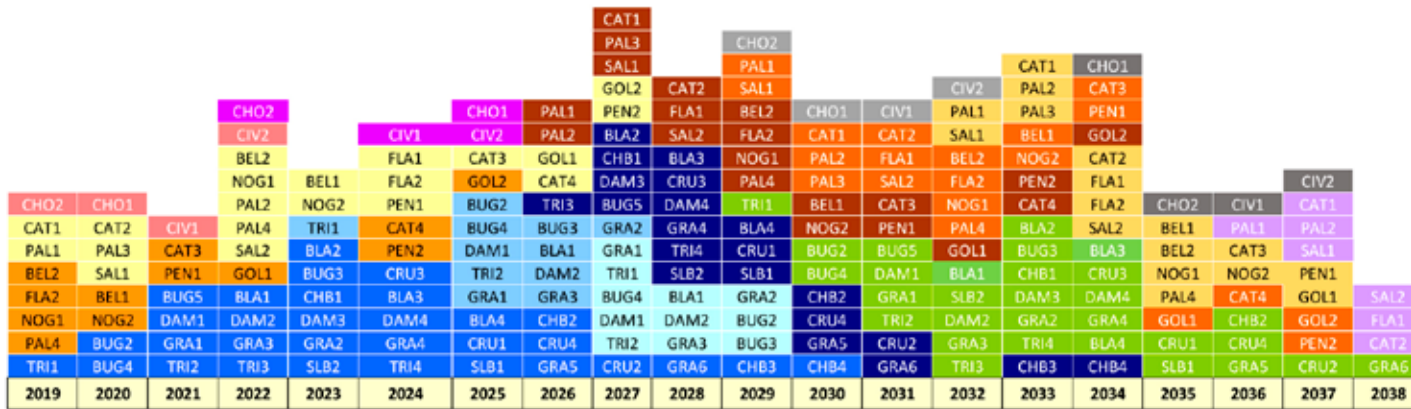 CAT1
PAL3
SAL1 CHO2
GOL2 PAL1 CAT1 CHO1
PEN2 CAT2 SAL1 CIV2 PAL2 CAT3
CHO2 CHO1 PAL1 BLA2 FLA1 BEL2 CHO1 CIV1 PAL1 PAL3 PEN1
CIV2 CIV1 CIV2 PAL2 CHB1 SAL2 FLA2 CAT1 CAT2 SAL1 BEL1 GOL2
BEL2 FLA1 CAT3 GOL1 DAM3 BLA3 NOG1 PAL2 FLA1 BEL2 NOG2 CAT2
NOG1 BEL1 FLA2 GOL2 CAT4 BUG5 CRU3 PAL4 PAL3 SAL2 FLA2 PEN2 FLA1 CIV2
CHO2 CHO1 PAL2 NOG2 PEN1 BUG2 TRI3 GRA2 DAM4 TRI1 BEL1 CAT3 NOG1 CAT4 FLA2 CHO2 CIV1 CAT1
CAT1 CAT2 CIV1 PAL4 TRI1 CAT4 BUG4 BUG3 GRA1 GRA4 BLA4 NOG2 PEN1 PAL4 BLA2 SAL2 BEL1 PAL1 PAL2
PAL1 PAL3 CAT3 SAL2 BLA2 PEN2 DAM1 BLA1 TRI1 TRI4 CRU1 BUG2 BUG5 GOL1 BUG3 BLA3 BEL2 CAT3 SAL1
BEL2 SAL1 PEN1 GOL1 BUG3 CRU3 TRI2 DAM2 BUG4 SLB2 SLB1 BUG4 DAM1 BLA1 CHB1 CRU3 NOG1 NOG2 PEN1
FLA2 BEL1 BUG5 BLA1 CHB1 BLA3 GRA1 GRA3 DAM1 BLA1 GRA2 CHB2 GRA1 SLB2 DAM3 DAM4 PAL4 CAT4 GOL1 SAL2
NOG1 NOG2 DAM1 DAM2 DAM3 DAM4 BLA4 CHB2 TRI2 DAM2 BUG2 CRU4 TRI2 DAM2 GRA2 GRA4 GOL1 CHB2 GOL2 FLA1
PAL4 BUG2 GRA1 GRA3 GRA2 GRA4 CRU1 CRU4 CRU2 GRA3 BUG3 GRA5 CRU2 GRA3 TRI4 BLA4 CRU1 CRU4 PEN2 CAT2
TRI1 BUG4 TRI2 TRI3 SLB2 TRI4 SLB1 GRA5 GRA6 CHB3 CHB4 GRA6 TRI3 CHB3 CHB4 SLB1 GRA5 CRU2 GRA6
2019 2020 2021 2022 2023 2024 2025 2026 2027 2028 2029 2030 2031 2032 2033 2034 2035 2036 2037 2038